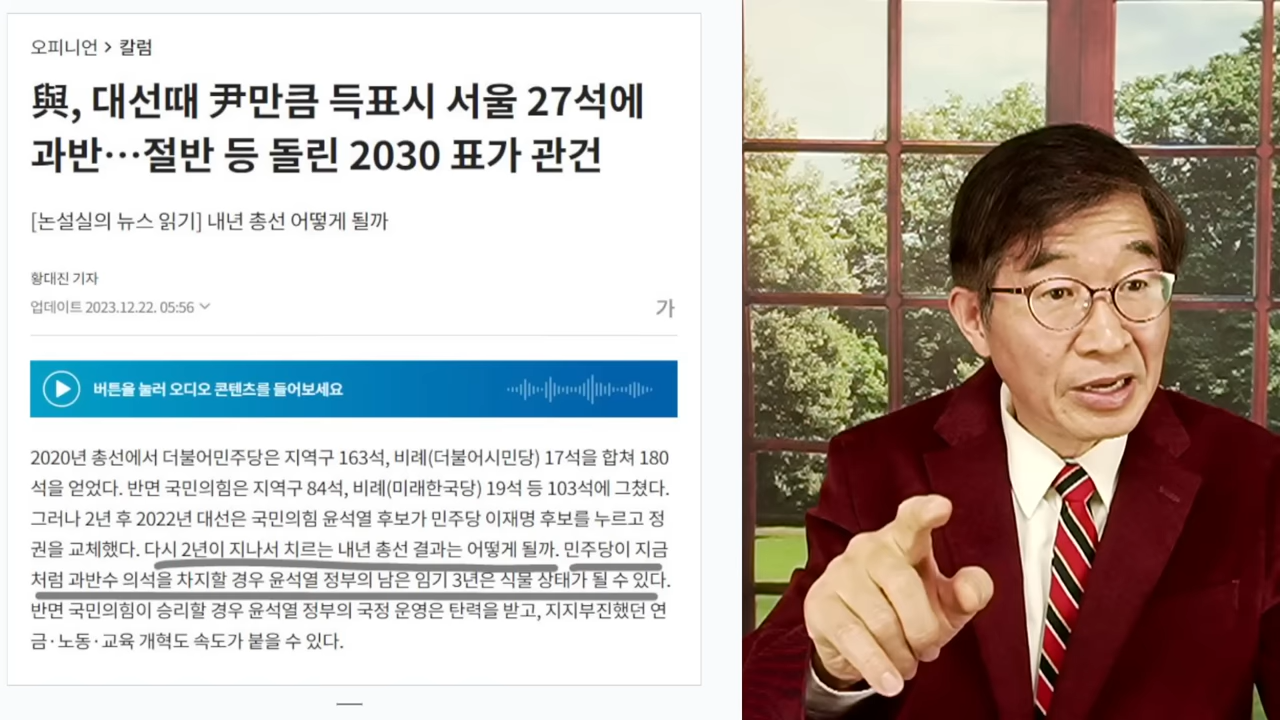 오피니언 > 칼럼
與, 대선때 尹만큼 득표시 서울 27석에
과반…절반 등 돌린 2030 표가 관건
[논설실의 뉴스 읽기] 내년 총선 어떻게 될까
황대진 기자
업데이트 2023.12.22. 05:56
가
버튼을 눌러 오디오 콘텐츠를 들어보세요
2020년 총선에서 더불어민주당은 지역구 163석, 비례(더불어시민당) 17석을 합쳐 180
석을 얻었다. 반면 국민의힘은 지역구 84석, 비례(미래한국당) 19석 등 103석에 그쳤다.
그러나 2년 후 2022년 대선은 국민의힘 윤석열 후보가 민주당 이재명 후보를 누르고 정
권을 교체했다. 다시 2년이 지나서 치르는 내년 총선 결과는 어떻게 될까. 민주당이 지금
처럼 과반수 의석을 차지할 경우 윤석열 정부의 남은 임기 3년은 식물 상태가 될 수 있다.
반면 국민의힘이 승리할 경우 윤석열 정부의 국정 운영은 탄력을 받고, 지지부진했던 연
금·노동·교육 개혁도 속도가 붙을 수 있다.